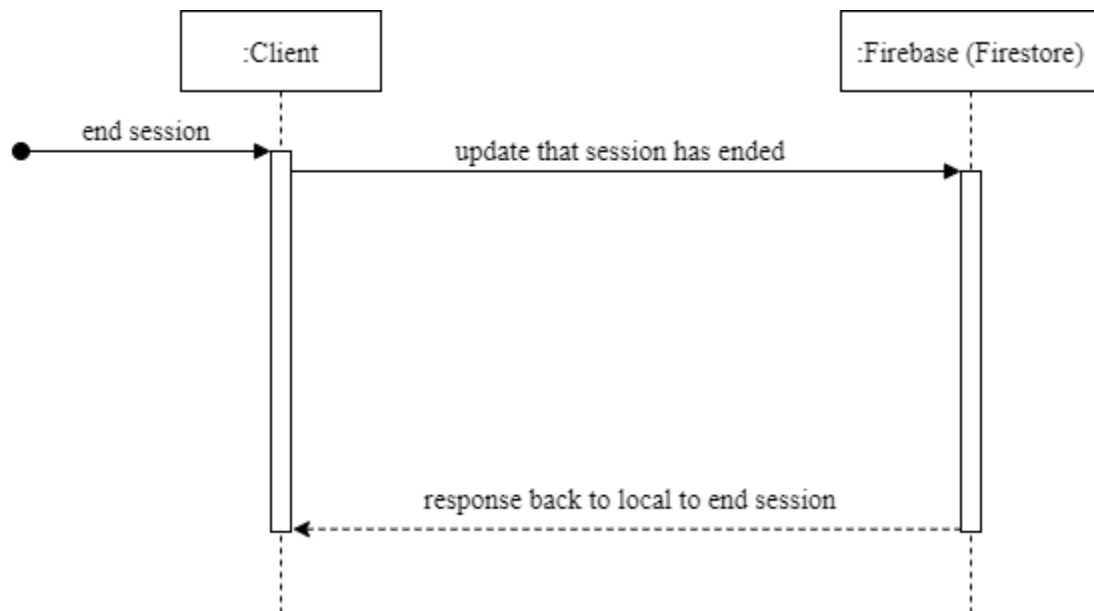 :Client
:Firebase (Firestore)
end session
update that session has ended
response back to local to end session